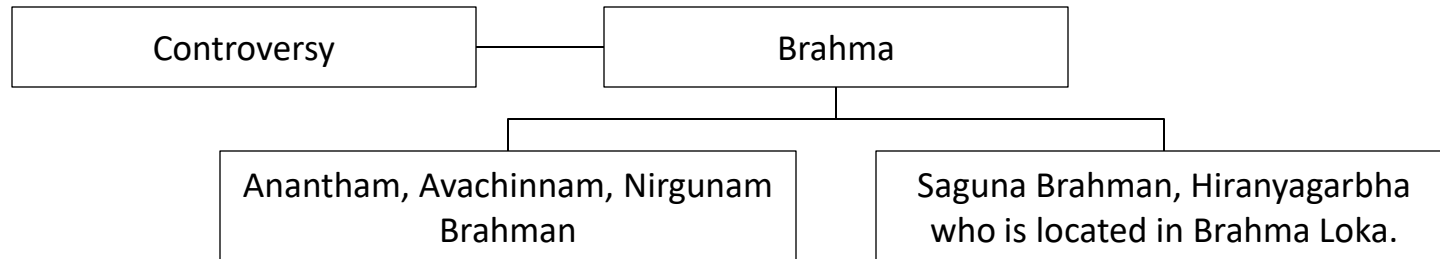 Controversy
Brahma
Anantham, Avachinnam, Nirgunam
Brahman
Saguna Brahman, Hiranyagarbha
who is located in Brahma Loka.